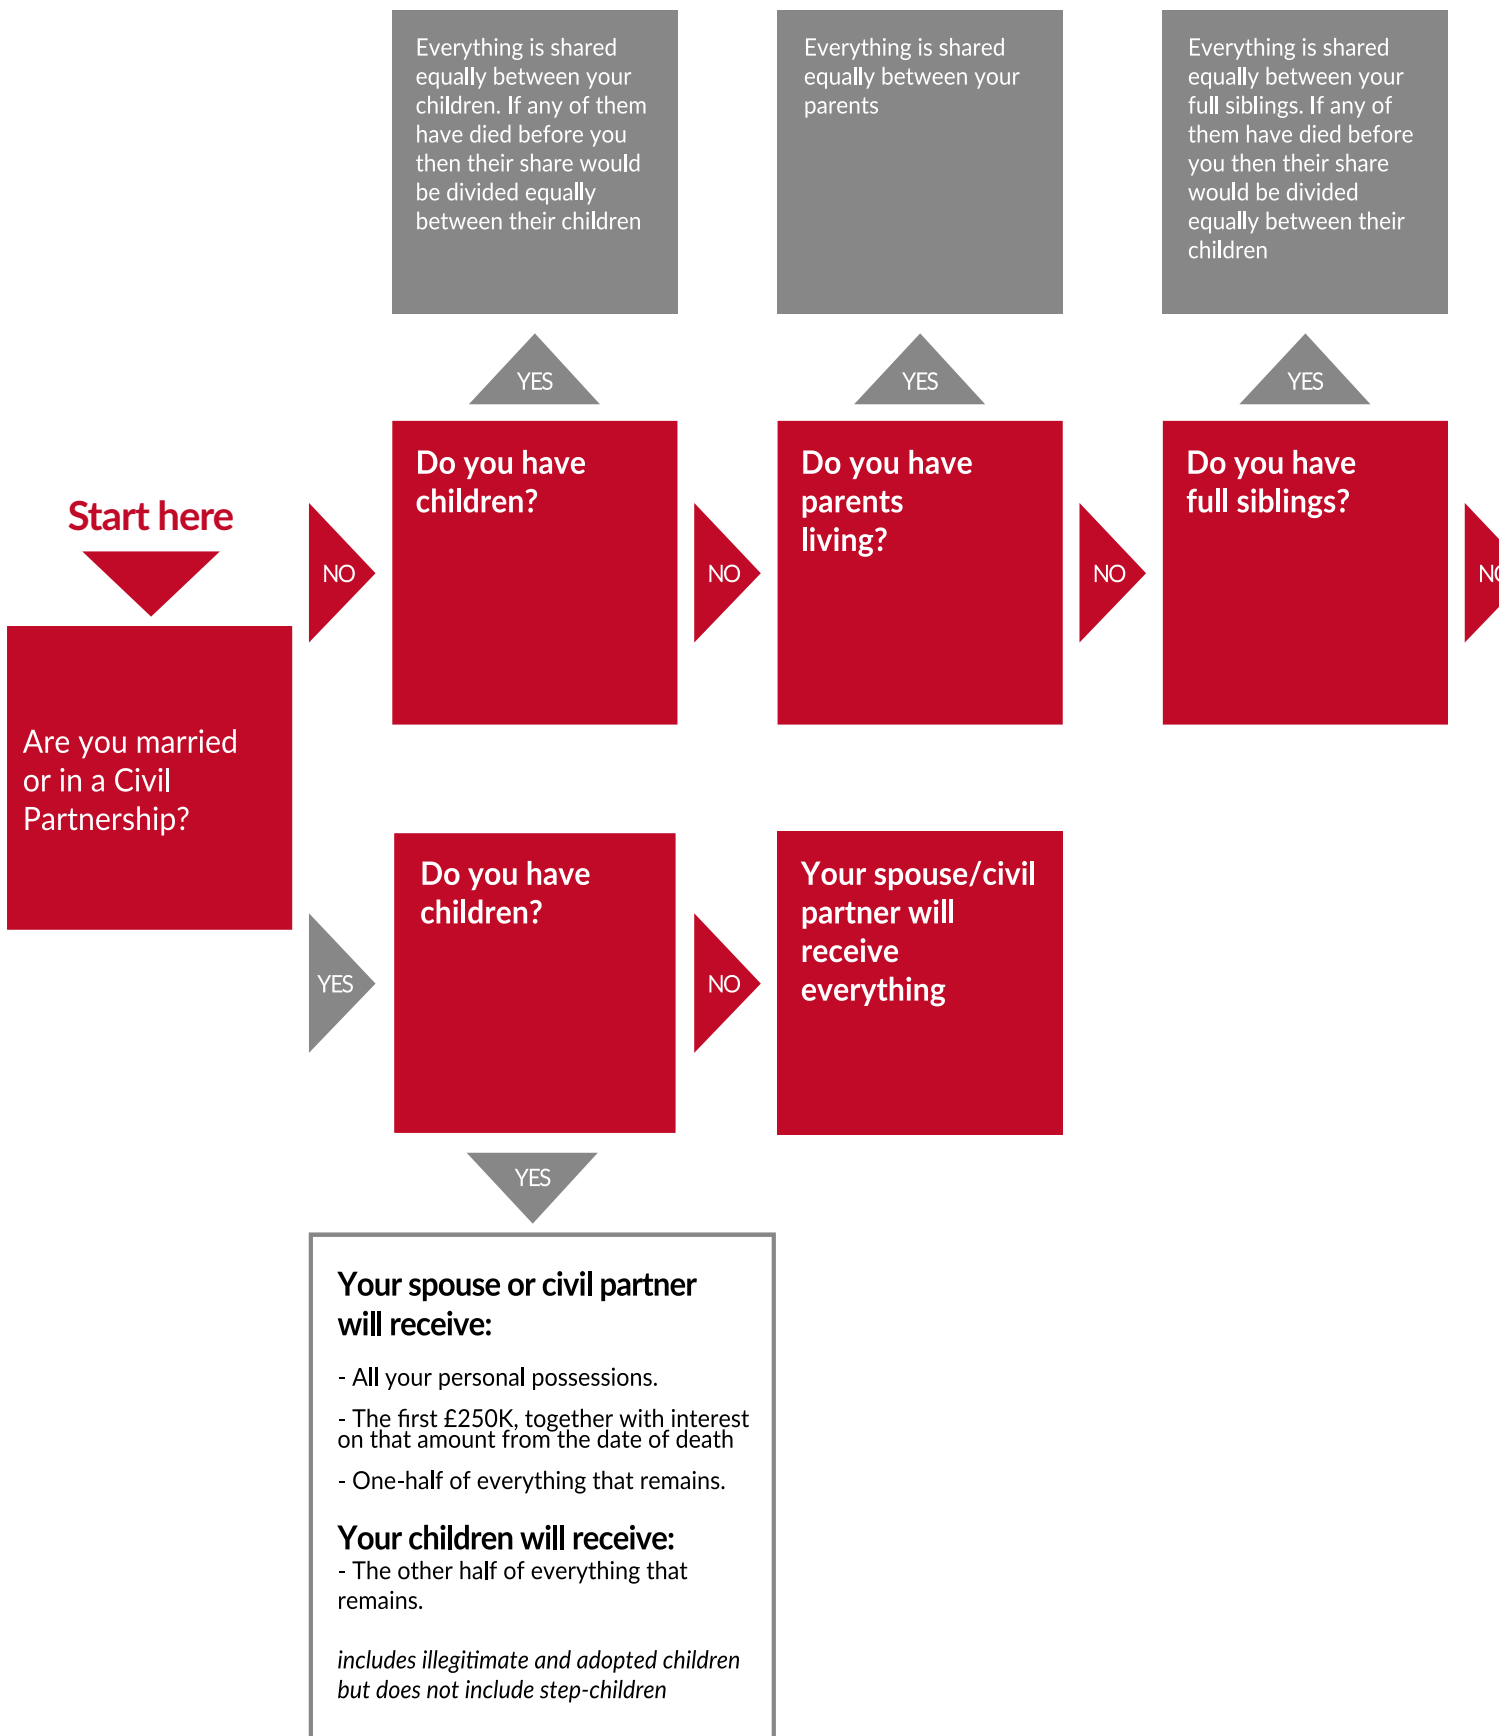 Everything is shared
equally between your
children. If any of them
have died before you
then their share would
be divided equally
between their children
Everything is shared
equally between your
parents
Everything is shared
equally between your
full siblings. If any of
them have died before
you then their share
would be divided
equally between their
children
YES
YES
YES
Start here
NO
Do you have
children?
NO
Do you have
parents
living?
NO
Do you have
full siblings?
Are you married
or in a Civil
Partnership?
YES
Do you have
children?
NO
Your spouse/civil
partner will
receive
everything
YES
Your spouse or civil partner
will receive:
- All your personal possessions.
- The first £250K, together with interest
on that amount from the date of death
- One-half of everything that remains.
Your children will receive:
- The other half of everything that
remains.
includes illegitimate and adopted children
but does not include step-children